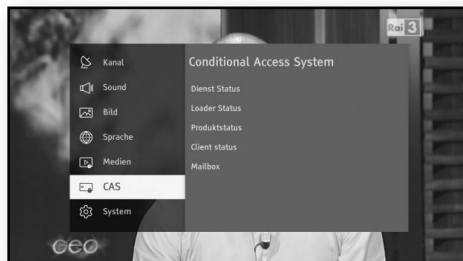 Rai 3
Kanal
Sound
Bild
Sprache
Medien
CAS
System
Conditional Access System
Dienst Status
Loader Status
Produktstatus
Client status
Mailbox
geo